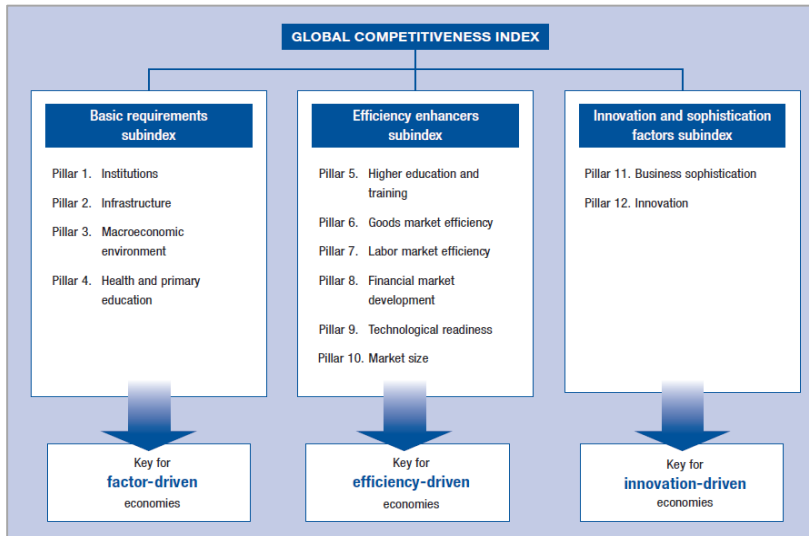 GLOBAL COMPETITIVENESS INDEX
Basic requirements
subindex
Pillar 1. Institutions
Pillar 2. Infrastructure
Pillar 3. Macroeconomic
environment
Pillar 4. Health and primary
education
Key for
factor-driven
economies
Efficiency enhancers
subindex
Pillar 5. Higher education and
training
Pillar 6. Goods market efficiency
Pillar 7. Labor market efficiency
Pillar 8. Financial market
development
Pillar 9. Technological readiness
Pillar 10. Market size
Key for
efficiency-driven
economies
Innovation and sophistication
factors subindex
Pillar 11. Business sophistication
Pillar 12. Innovation
Key for
innovation-driven
economies